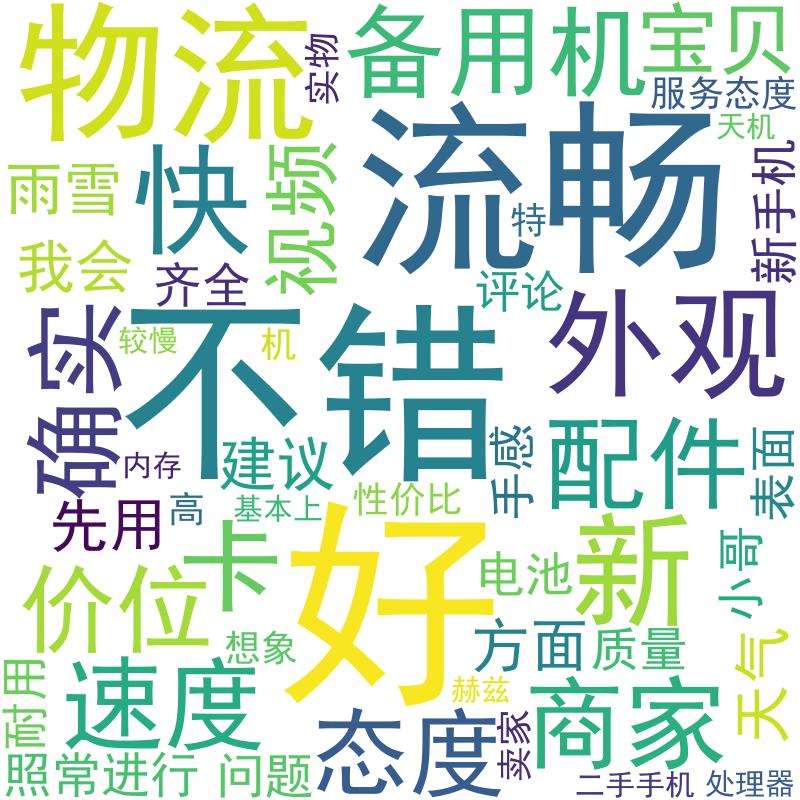 物流
实物
备用机
宝贝
服务态度
天机
流畅
快
视频
雨雪
特
新手机
我会
齐全
评论
外观
确实
较慢
机
不错
建议
内存
手感
配件
表面
先用
高
基本上
性价比
好
卡
新
小哥
电池
价位
想象
方面
质量
天气
赫兹
耐用
速度
态度
卖家
商家
照常进行
问题
二手手机
处理器